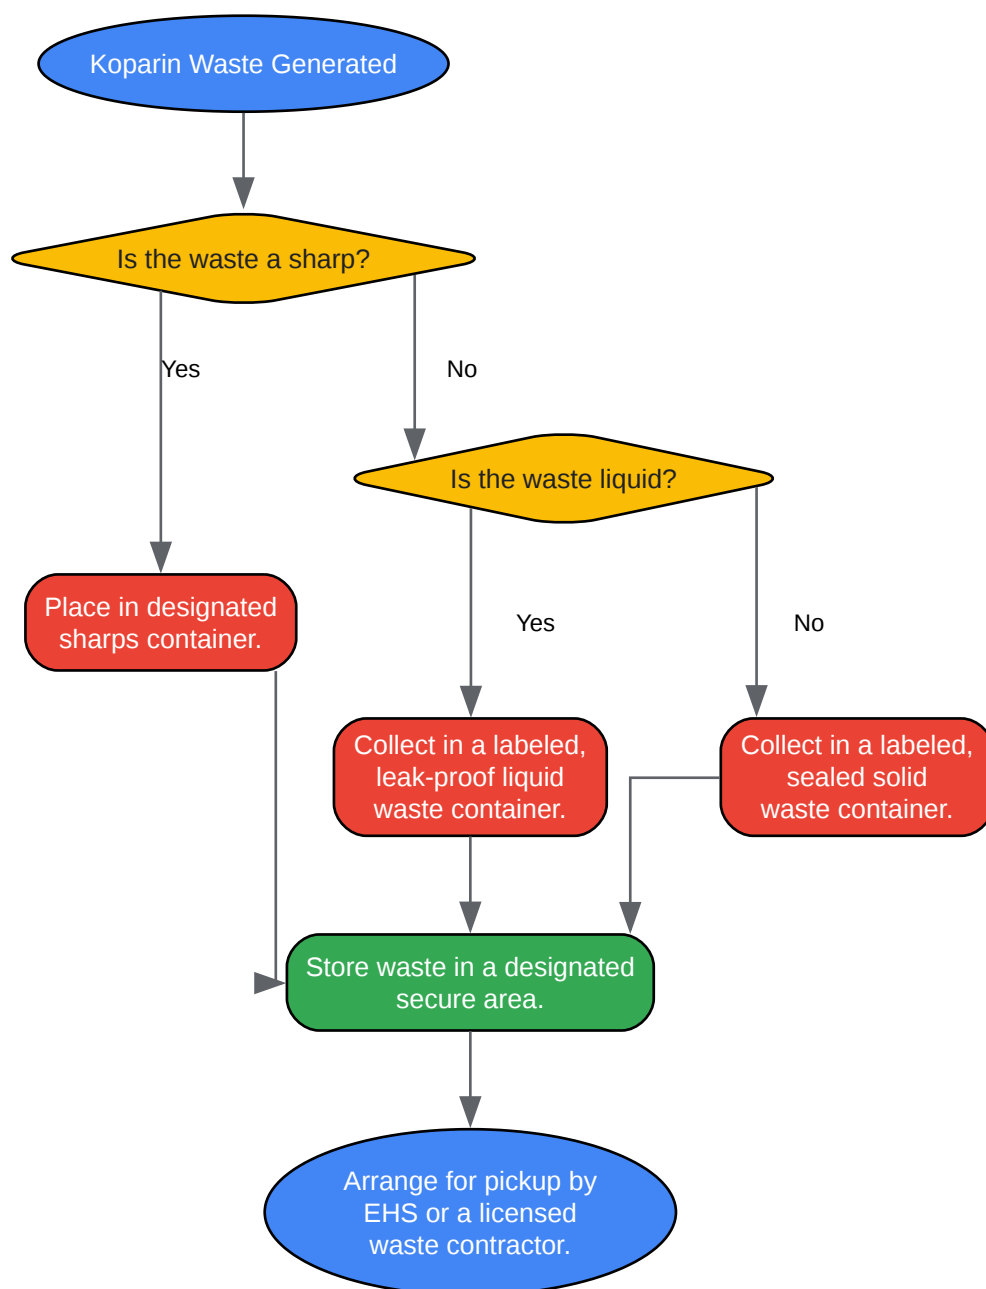 Koparin Waste Generated
Is the waste a sharp?
Yes
No
Is the waste liquid?
Place in designated
sharps container.
Yes
No
Collect in a labeled,
leak-proof liquid
waste container.
Collect in a labeled,
sealed solid
waste container.
Store waste in a designated
secure area.
Arrange for pickup by
EHS or a licensed
waste contractor.